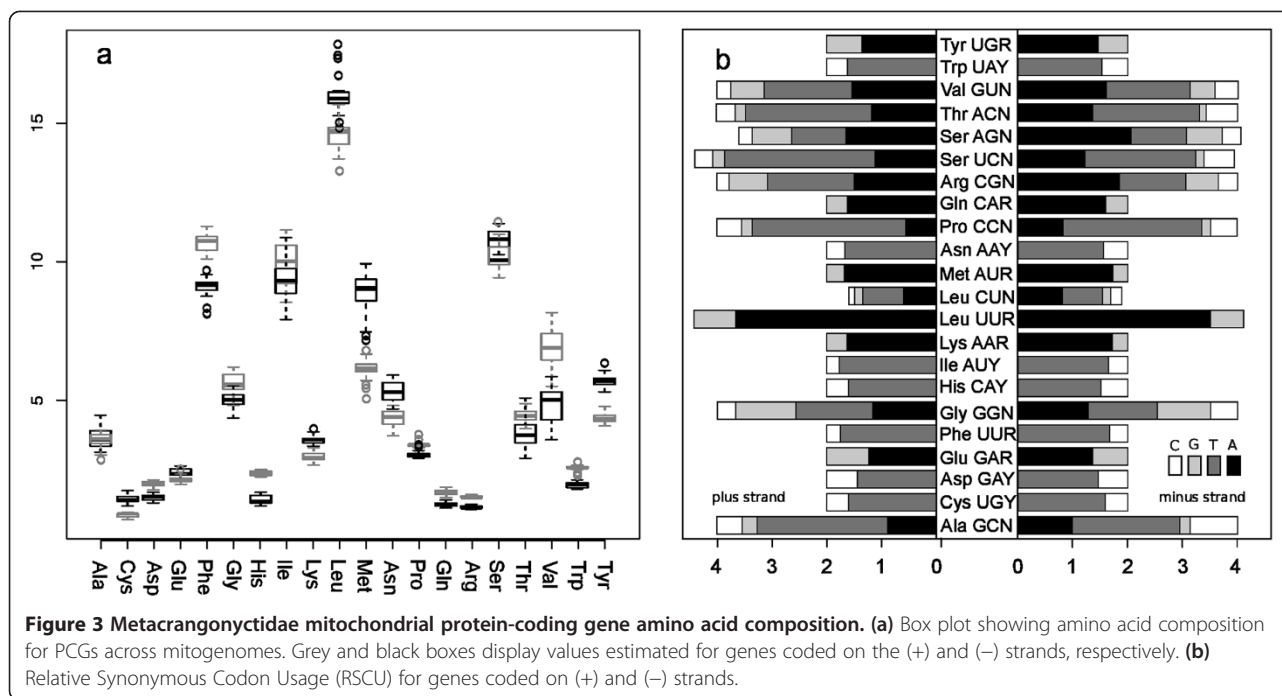 a
15
10
5
Ala
Cys
Asp
Glu
Phe
Gly
His
Ile
Lys
Leu
Met
Asn
Pro
Gln
Arg
Ser
Thr
Val
Trp
Tyr
b
Tyr UGR
Trp UAY
Val GUN
Thr ACN
Ser AGN
Ser UCN
Arg CGN
Gln CAR
Pro CCN
Asn AAY
Met AUR
Leu CUN
Leu UUR
Lys AAR
Ile AUY
His CAY
Gly GGN
Phe UUR
Glu GAR
Asp GAY
Cys UGY
Ala GCN
C G T A
plus strand
minus strand
4 3 2 1 0 0 1 2 3 4
Figure 3 Metacrangonyctidae mitochondrial protein-coding gene amino acid composition. (a) Box plot showing amino acid composition
for PCGs across mitogenomes. Grey and black boxes display values estimated for genes coded on the (+) and (−) strands, respectively. (b)
Relative Synonymous Codon Usage (RSCU) for genes coded on (+) and (−) strands.